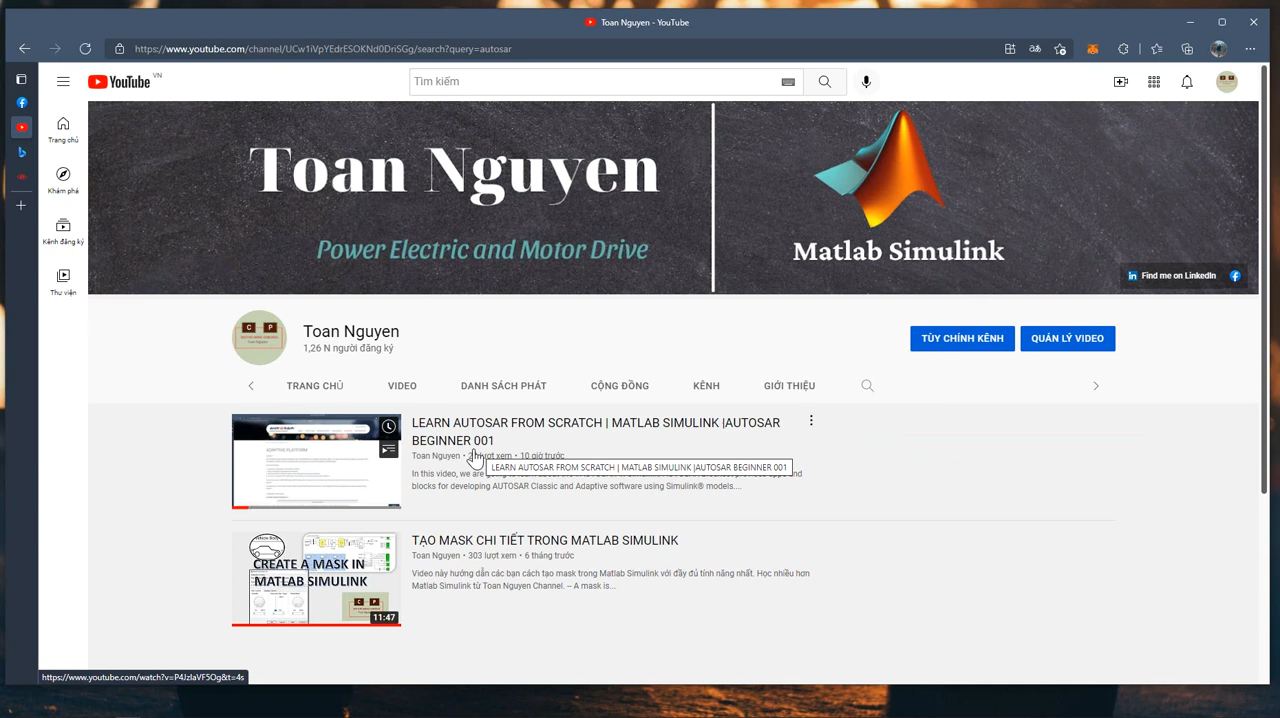 Toan Nguyen - YouTube
https://www.youtube.com/channel/UCw1iVpYEdrESOKNd0DriSGg/search?query=autosar
YouTube VN
Tìm kiếm
Trang chủ
Khám phá
Kênh đăng ký
Thư viện
Toan Nguyen
Power Electric and Motor Drive
Matlab Simulink
Find me on LinkedIn
C P
Toan Nguyen
1,26 N người đăng ký
TÙY CHỈNH KÊNH
QUẢN LÝ VIDEO
TRANG CHỦ
VIDEO
DANH SÁCH PHÁT
CỘNG ĐỒNG
KÊNH
GIỚI THIỆU
LEARN AUTOSAR FROM SCRATCH | MATLAB SIMULINK |AUTOSAR
BEGINNER 001
Toan Nguyen • lượt xem • 10 giờ trước
LEARN AUTOSAR FROM SCRATCH | MATLAB SIMULINK |AUTOSAR BEGINNER 001
In this video, we are and
blocks for developing AUTOSAR Classic and Adaptive software using Simulink® models....
CREATE A MASK IN
MATLAB SIMULINK
C P
11:47
TẠO MASK CHI TIẾT TRONG MATLAB SIMULINK
Toan Nguyen • 303 lượt xem • 6 tháng trước
Video này hướng dẫn các bạn cách tạo mask trong Matlab Simulink với đầy đủ tính năng nhất. Học nhiều hơn
Matlab Simulink từ Toan Nguyen Channel. -- A mask is...
https://www.youtube.com/watch?v=P4JzIaVF5Og&t=4s